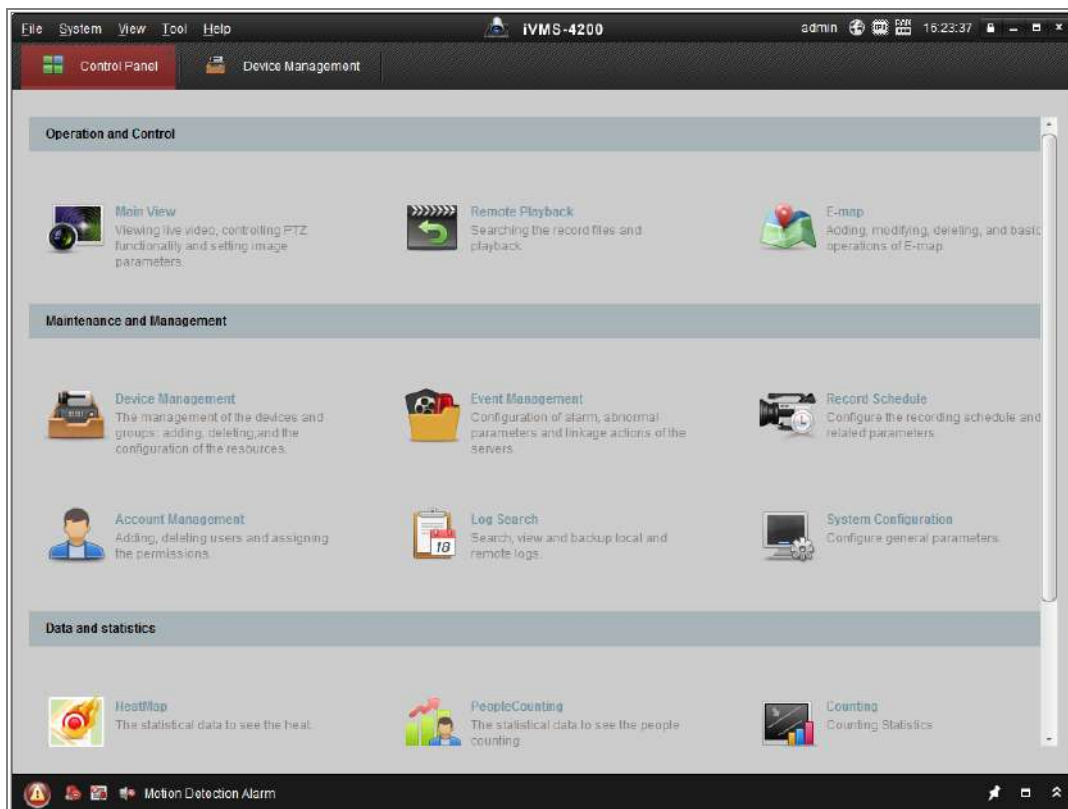 File System View Tool Help iVMS-4200 admin 16:23:37
Control Panel Device Management
Operation and Control
Main View
Viewing live video, controlling PTZ
functionality and setting image
parameters.
Remote Playback
Searching the record files and
playback.
E-map
Adding, modifying, dereling, and basic
operations of E-map.
Maintenance and Management
Device Management
The management of the devices and
groups: adding, deleting,and the
configuration of the resources.
Event Management
Configuration of alarm, abnormal
parameters and linkage actions of the
servers.
Record Schedule
Configure the recording schedule and
related parameters.
Account Management
Adding, deleting users and assigning
the permissions.
18
Log Search
Search, view and backup local and
remote logs.
System Configuration
Configure general parameters.
Data and statistics
HeatMap
The statistical data to see the heat.
PeopleCounting
The statistical data to see the people
counting.
Counting
Counting Statistics
Motion Detection Alarm